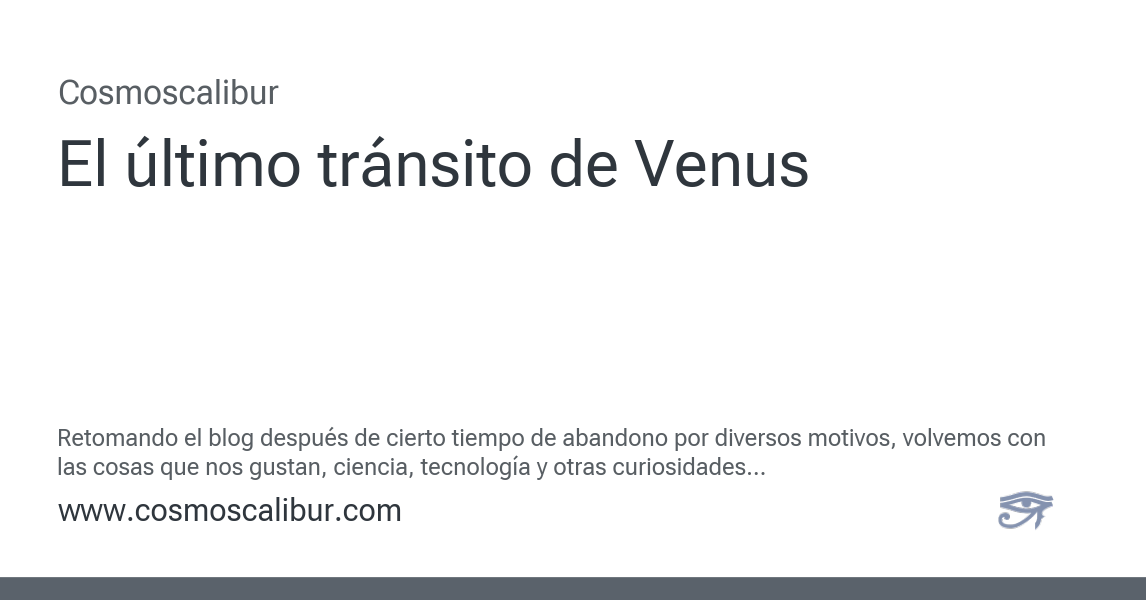 Cosmoscalibur
El último tránsito de Venus
Retomando el blog después de cierto tiempo de abandono por diversos motivos, volvemos con
las cosas que nos gustan, ciencia, tecnología y otras curiosidades...
www.cosmoscalibur.com